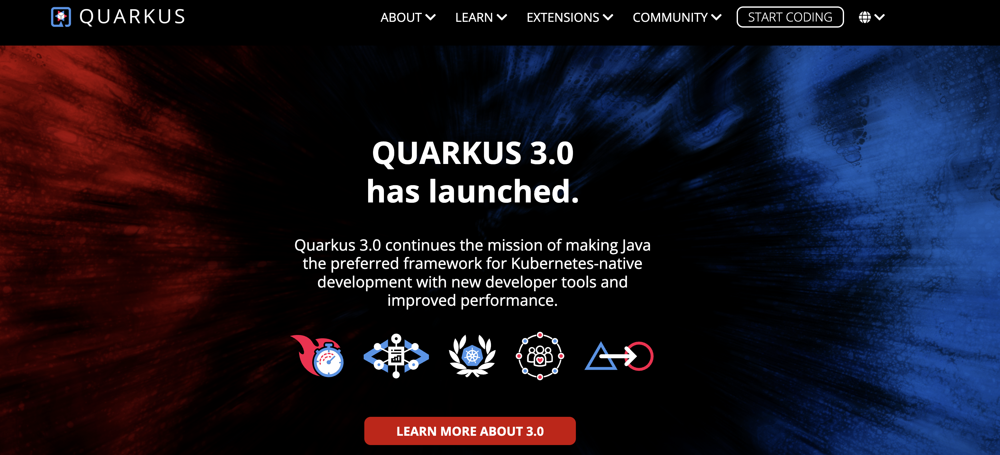 QUARKUS
ABOUT
LEARN
EXTENSIONS
COMMUNITY
START CODING
QUARKUS 3.0
has launched.
Quarkus 3.0 continues the mission of making Java
the preferred framework for Kubernetes-native
development with new developer tools and
improved performance.
LEARN MORE ABOUT 3.0